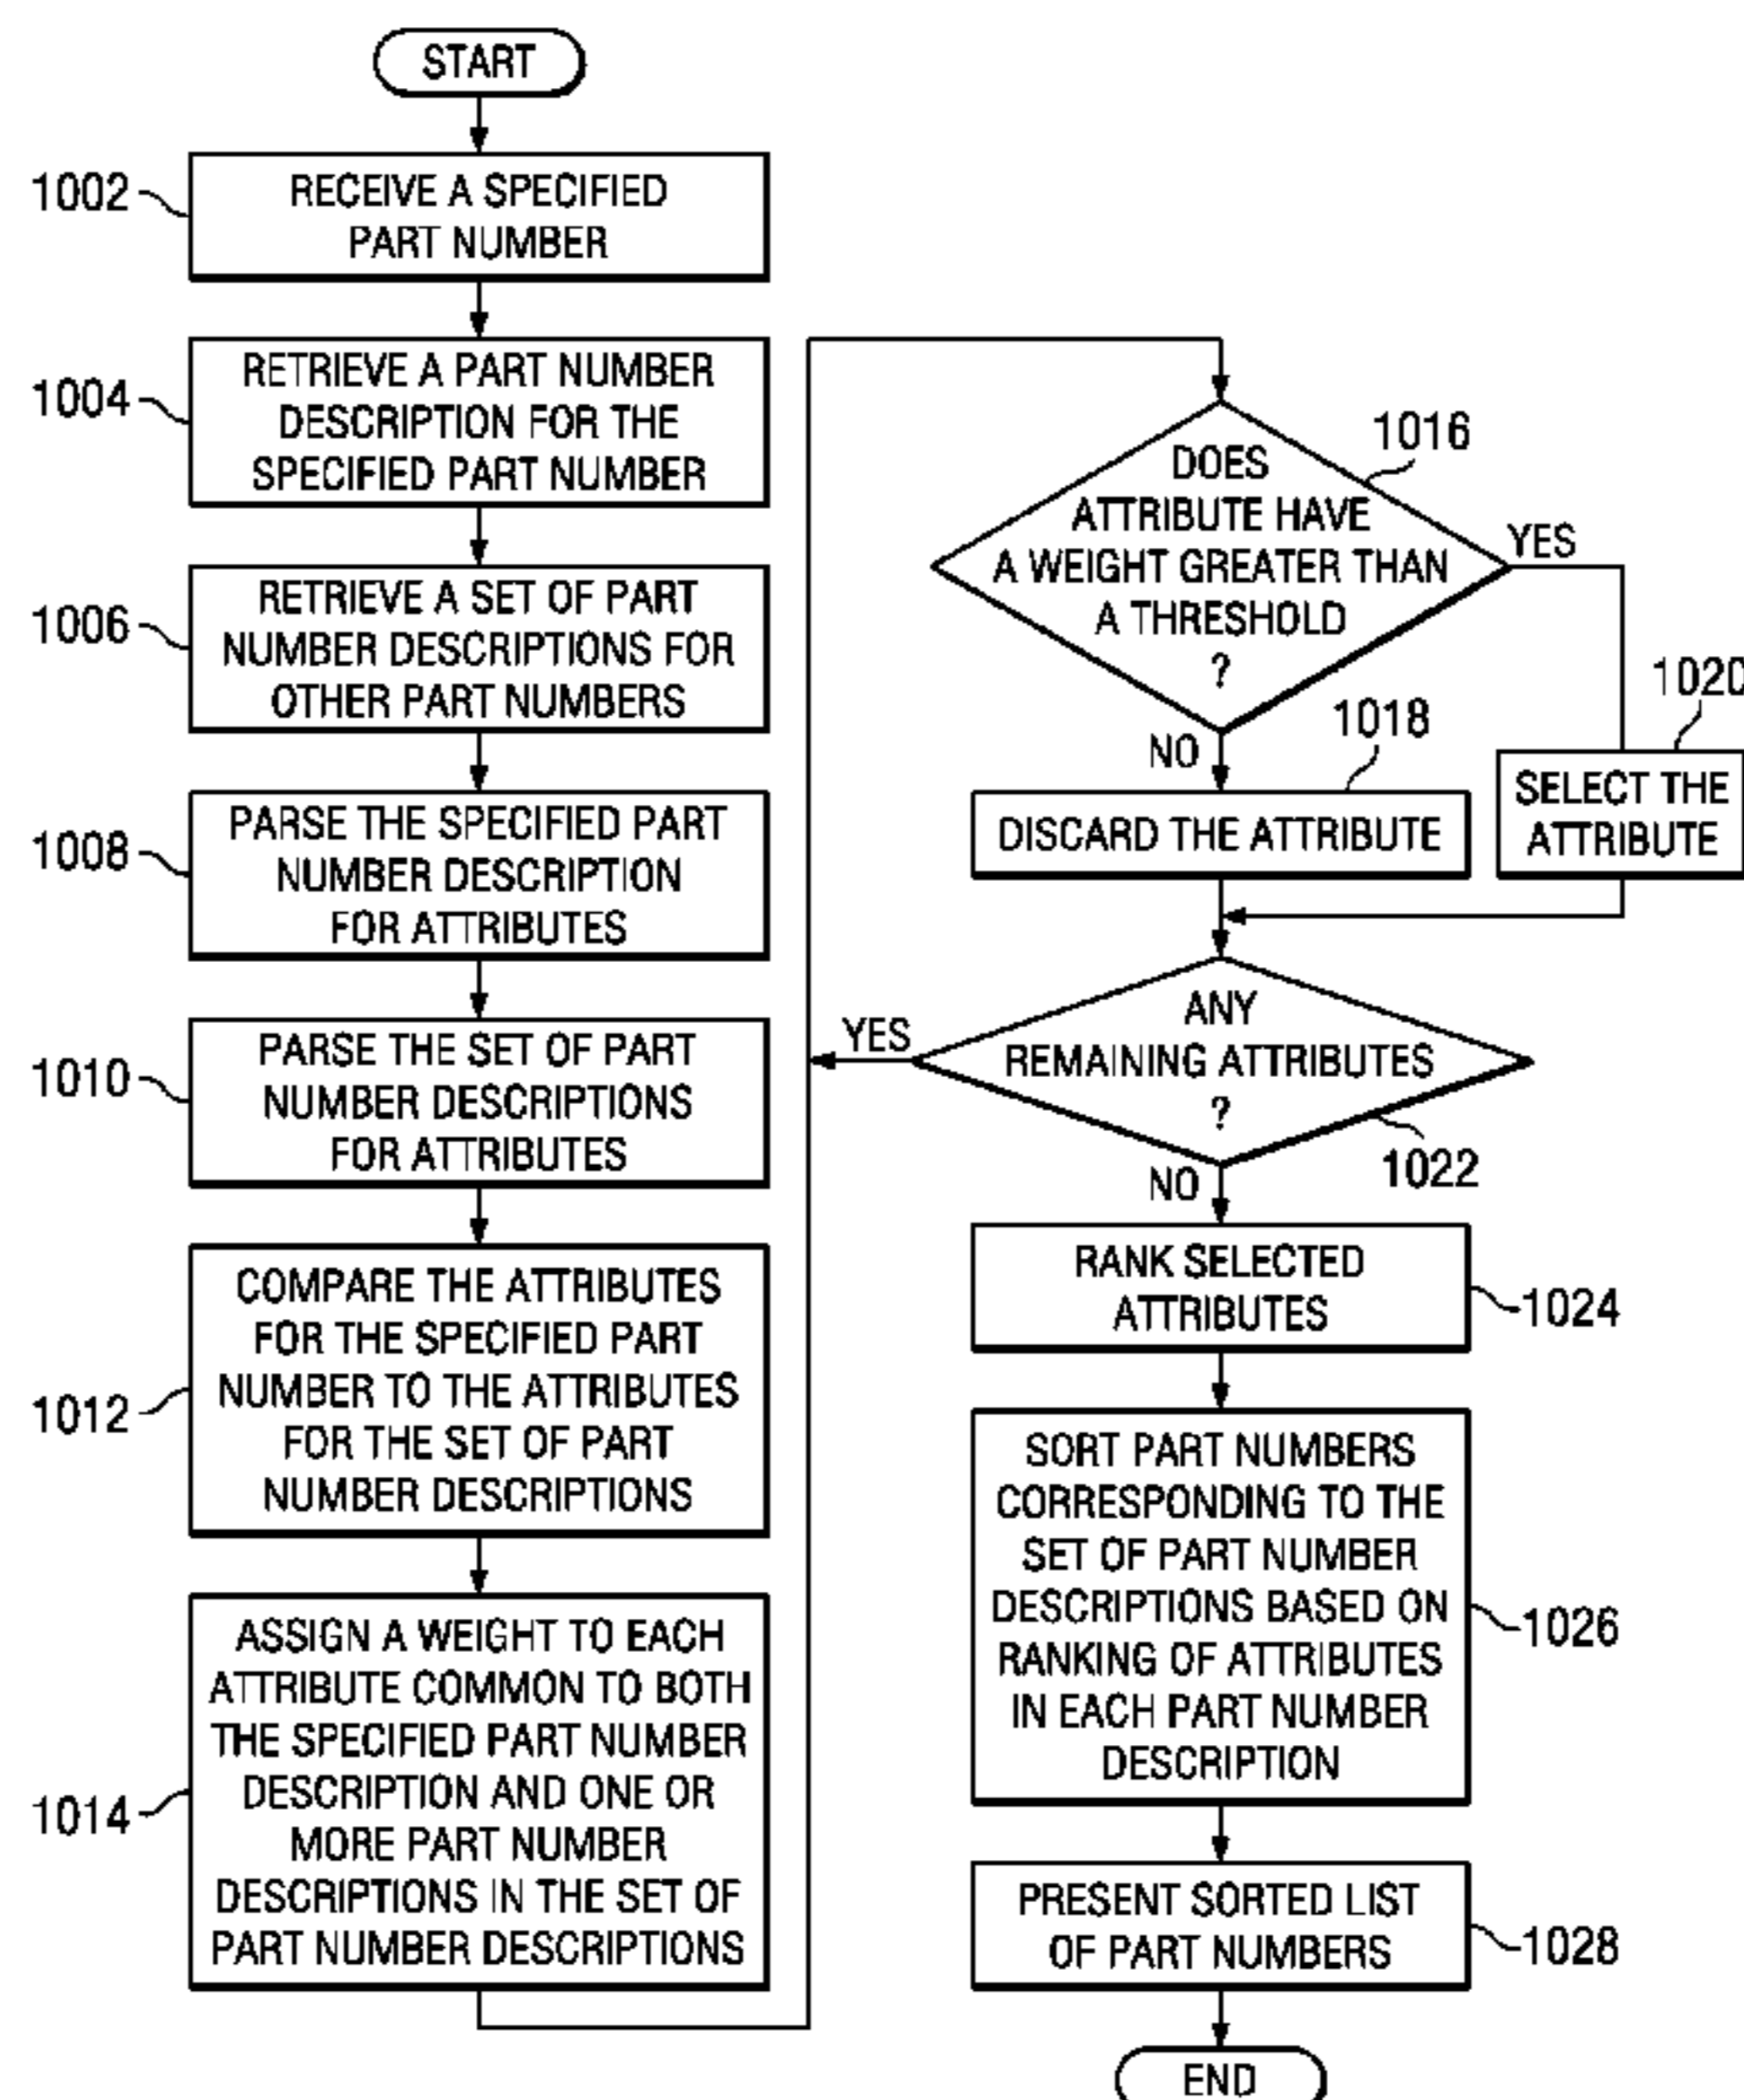 START
1002
RECEIVE A SPECIFIED
PART NUMBER
1004
RETRIEVE A PART NUMBER
DESCRIPTION FOR THE
SPECIFIED PART NUMBER
1006
RETRIEVE A SET OF PART
NUMBER DESCRIPTIONS FOR
OTHER PART NUMBERS
1008
PARSE THE SPECIFIED PART
NUMBER DESCRIPTION
FOR ATTRIBUTES
1010
PARSE THE SET OF PART
NUMBER DESCRIPTIONS
FOR ATTRIBUTES
1012
COMPARE THE ATTRIBUTES
FOR THE SPECIFIED PART
NUMBER TO THE ATTRIBUTES
FOR THE SET OF PART
NUMBER DESCRIPTIONS
1014
ASSIGN A WEIGHT TO EACH
ATTRIBUTE COMMON TO BOTH
THE SPECIFIED PART NUMBER
DESCRIPTION AND ONE OR
MORE PART NUMBER
DESCRIPTIONS IN THE SET OF
PART NUMBER DESCRIPTIONS
1016
DOES
ATTRIBUTE HAVE
A WEIGHT GREATER THAN
A THRESHOLD
?
YES
NO
1018
DISCARD THE ATTRIBUTE
1020
SELECT THE
ATTRIBUTE
ANY
REMAINING ATTRIBUTES
?
YES
1022
NO
RANK SELECTED
ATTRIBUTES
1024
SORT PART NUMBERS
CORRESPONDING TO THE
SET OF PART NUMBER
DESCRIPTIONS BASED ON
RANKING OF ATTRIBUTES
IN EACH PART NUMBER
DESCRIPTION
1026
PRESENT SORTED LIST
OF PART NUMBERS
1028
END